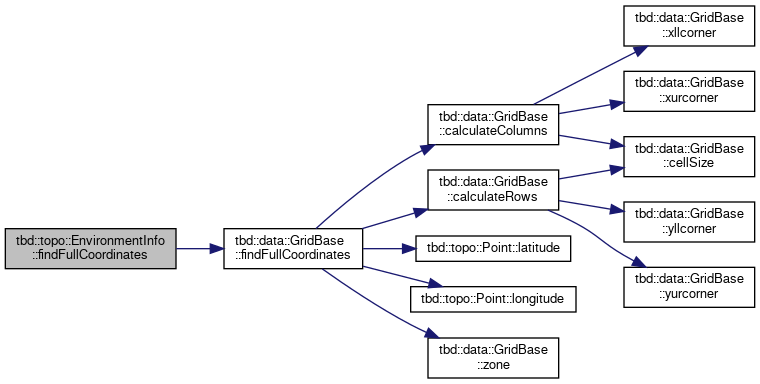 tbd::topo::EnvironmentInfo
::findFullCoordinates
tbd::data::GridBase
::findFullCoordinates
tbd::data::GridBase
::calculateColumns
tbd::data::GridBase
::calculateRows
tbd::topo::Point::latitude
tbd::topo::Point::longitude
tbd::data::GridBase
::zone
tbd::data::GridBase
::xllcorner
tbd::data::GridBase
::xurcorner
tbd::data::GridBase
::cellSize
tbd::data::GridBase
::yllcorner
tbd::data::GridBase
::yurcorner